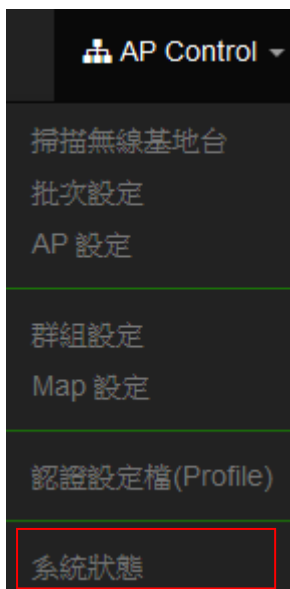 AP Control
掃描無線基地台
批次設定
AP 設定
群組設定
Map 設定
認證設定檔(Profile)
系統狀態